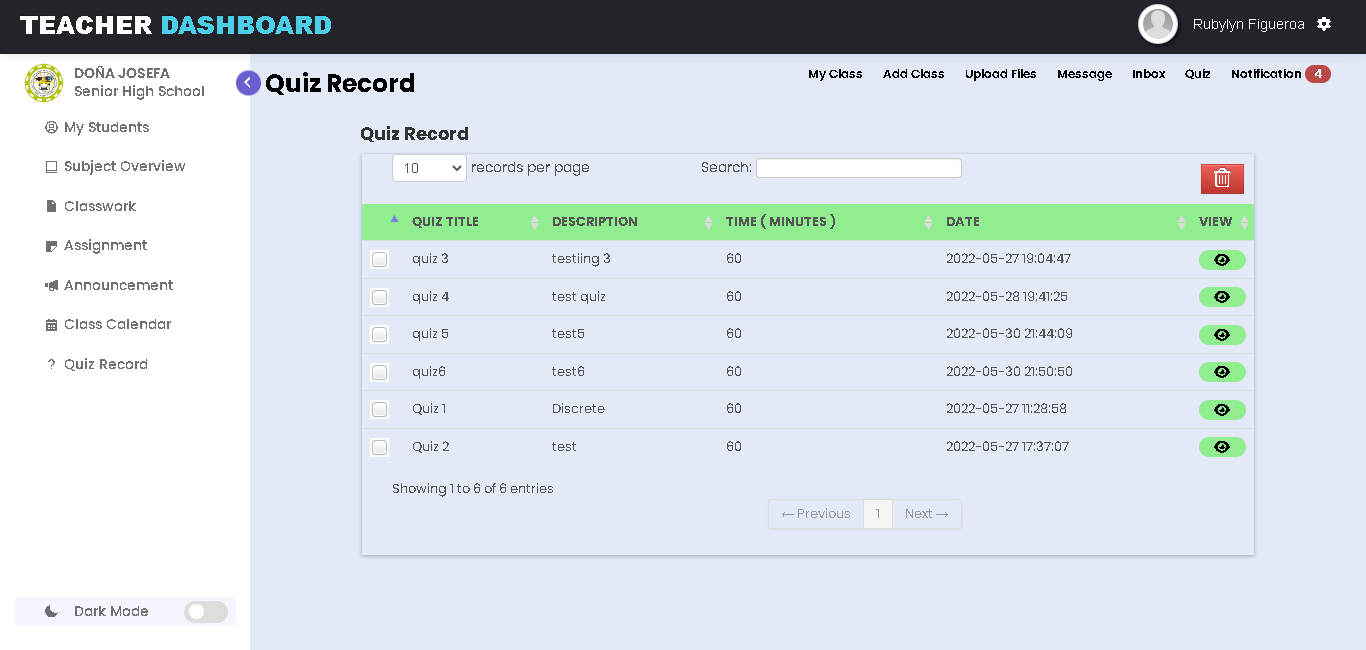 TEACHER DASHBOARD
Rubylyn Figueroa
DOÑA JOSEFA
Senior High School
My Students
Subject Overview
Classwork
Assignment
Announcement
Class Calendar
? Quiz Record
Dark Mode
Quiz Record
My Class Add Class Upload Files Message Inbox Quiz Notification 4
Quiz Record
10 records per page Search:
QUIZ TITLE DESCRIPTION TIME ( MINUTES ) DATE VIEW
quiz 3 testiing 3 60 2022-05-27 19:04:47
quiz 4 test quiz 60 2022-05-28 19:41:25
quiz 5 test5 60 2022-05-30 21:44:09
quiz6 test6 60 2022-05-30 21:50:50
Quiz 1 Discrete 60 2022-05-27 11:28:58
Quiz 2 test 60 2022-05-27 17:37:07
Showing 1 to 6 of 6 entries
← Previous 1 Next →